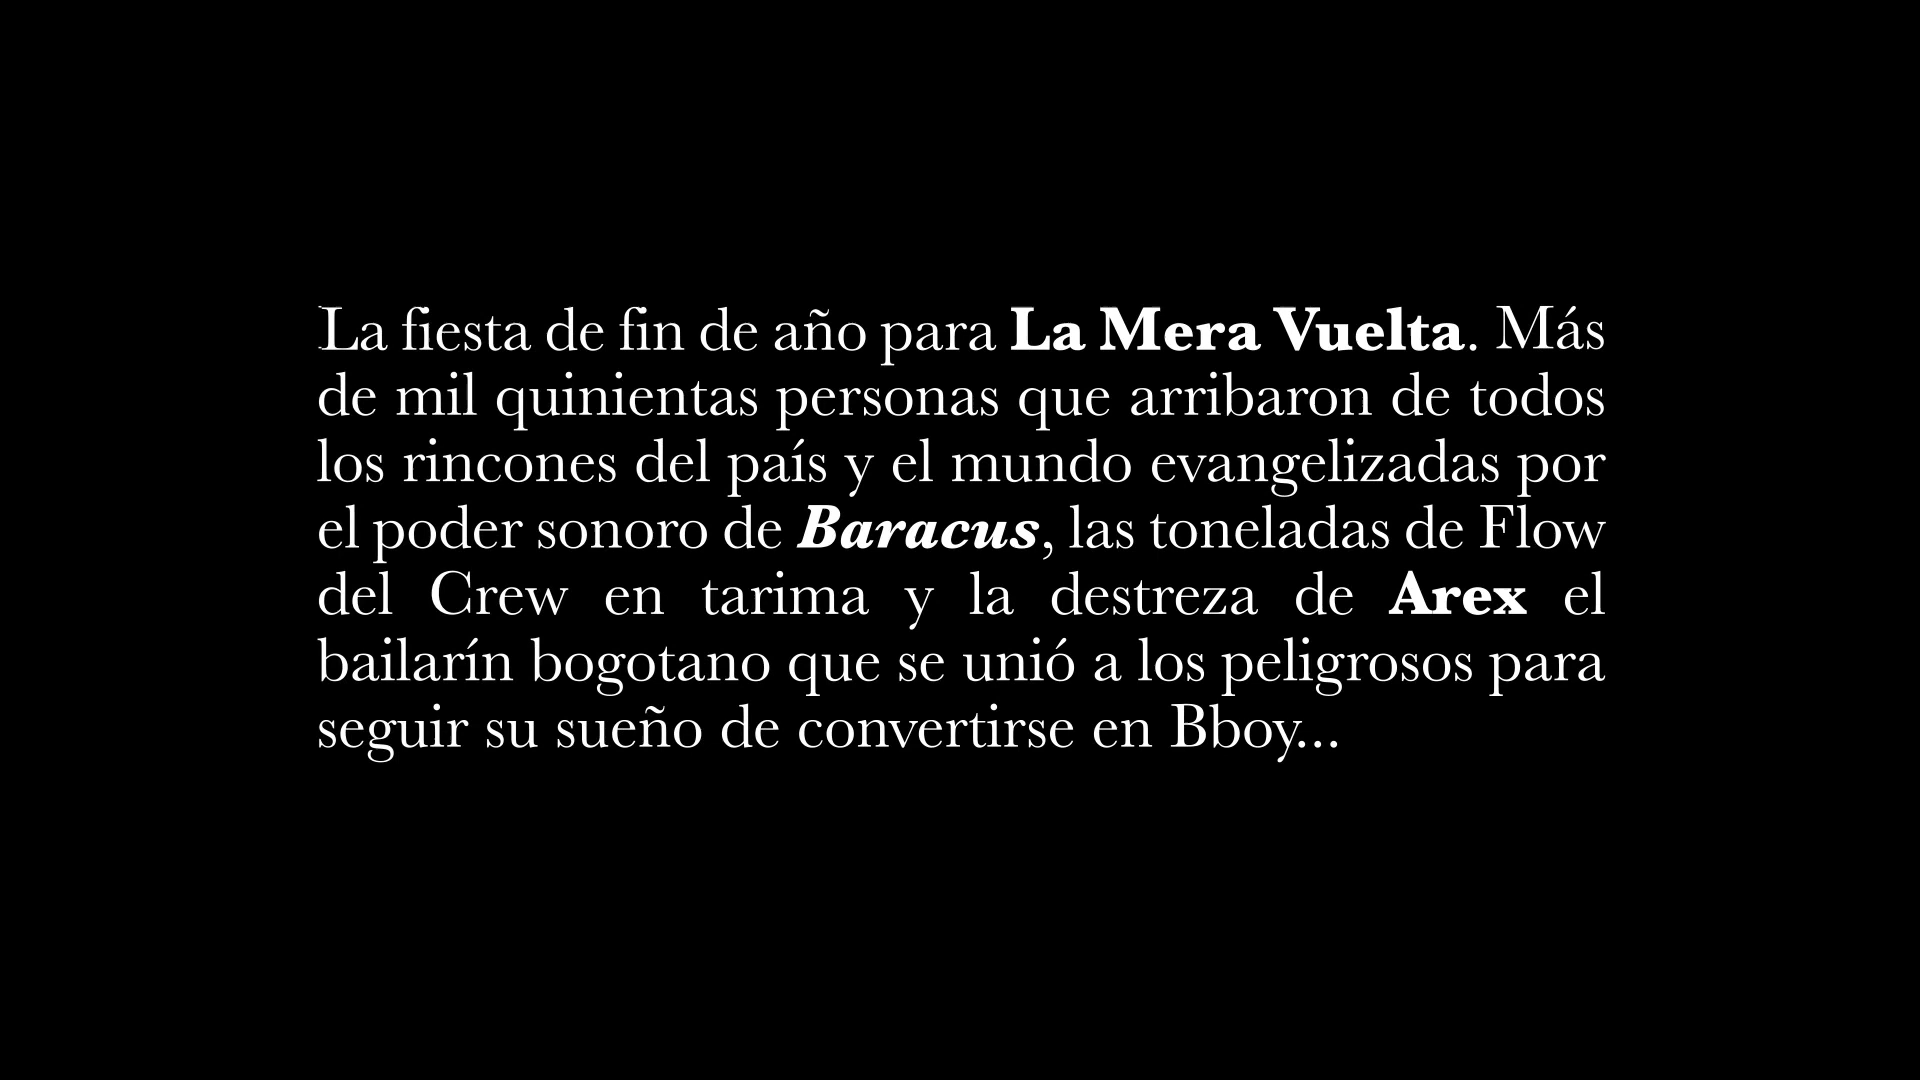 La fiesta de fin de año para La Mera Vuelta. Más
de mil quinientas personas que arribaron de todos
los rincones del país y el mundo evangelizadas por
el poder sonoro de Baracus, las toneladas de Flow
del Crew en tarima y la destreza de Arex el
bailarín bogotano que se unió a los peligrosos para
seguir su sueño de convertirse en Bboy...